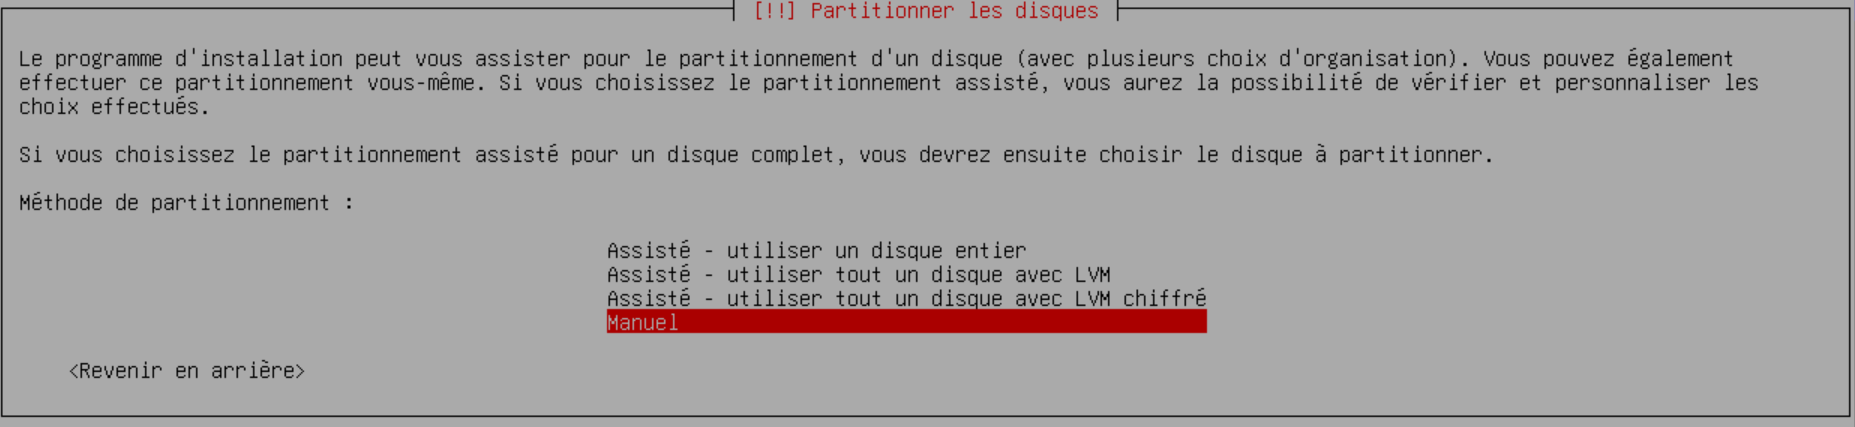 [!!] Partitionner les disques
Le programme d'installation peut vous assister pour le partitionnement d'un disque (avec plusieurs choix d'organisation). Vous pouvez également
effectuer ce partitionnement vous-même. Si vous choisissez le partitionnement assisté, vous aurez la possibilité de vérifier et personnaliser les
choix effectués.
Si vous choisissez le partitionnement assisté pour un disque complet, vous devrez ensuite choisir le disque à partitionner.
Méthode de partitionnement :
Assisté - utiliser un disque entier
Assisté - utiliser tout un disque avec LVM
Assisté - utiliser tout un disque avec LVM chiffré
Manuel
<Revenir en arrière>